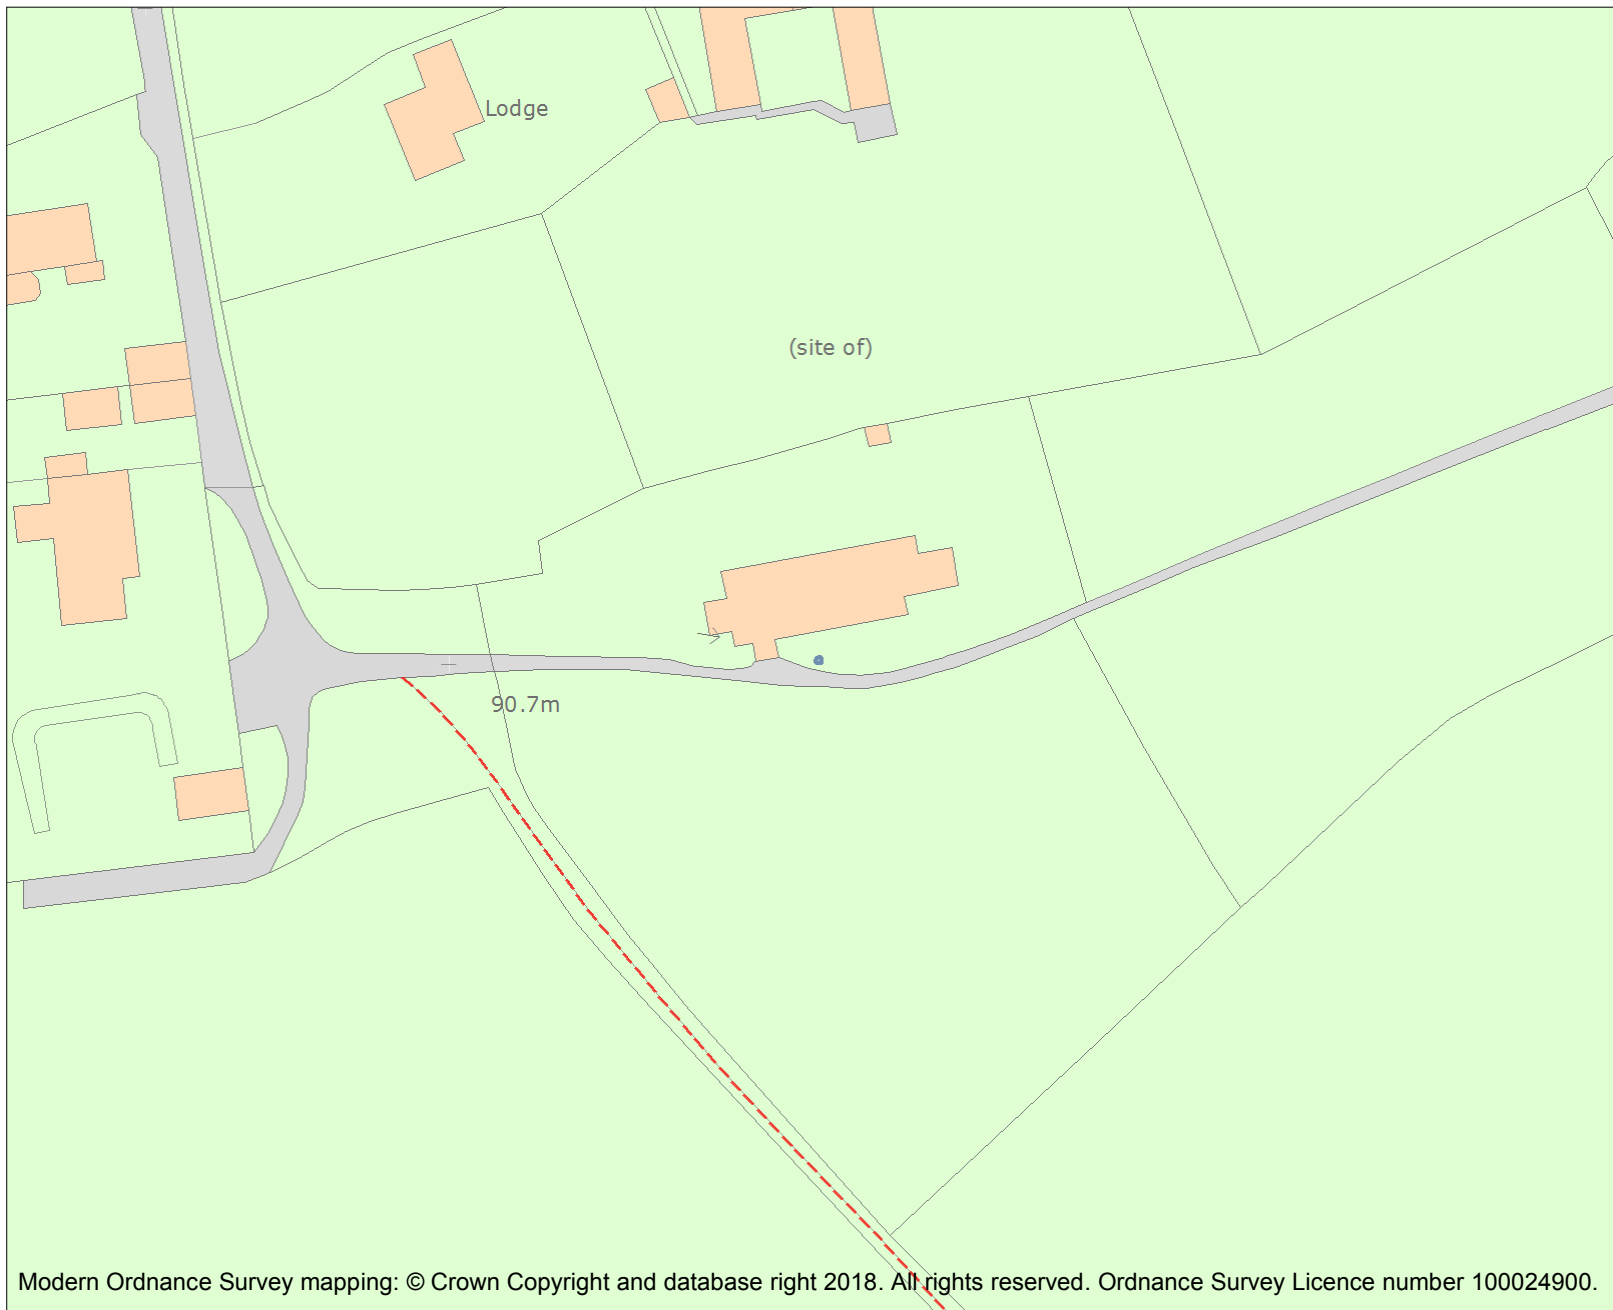 Lodge
(site of)
90.7m
Modern Ordnance Survey mapping: © Crown Copyright and database right 2018. All rights reserved. Ordnance Survey Licence number 100024900.